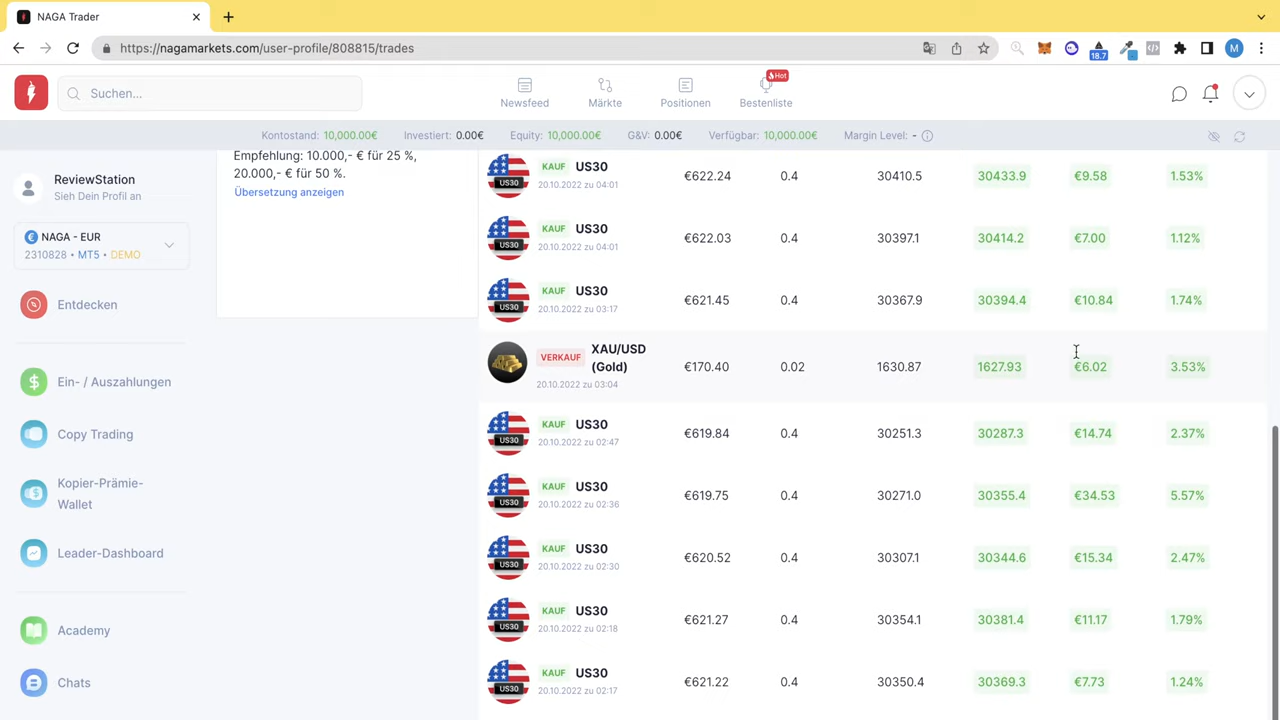 NAGA Trader
https://nagamarkets.com/user-profile/808815/trades
18.7
M
Suchen...
Newsfeed
Märkte
Positionen
Hot
Bestenliste
Kontostand: 10,000.00€ Investiert: 0.00€ Equity: 10,000.00€ G&V: 0.00€ Verfügbar: 10,000.00€ Margin Level: -
ReviewStation
Sieh Dein Profil an
NAGA - EUR
2310828 • MT5 • DEMO
Entdecken
Ein- / Auszahlungen
Copy Trading
Kopier-Prämie-
Wallet
Leader-Dashboard
Academy
Chats
Empfehlung: 10.000,- € für 25 %,
20.000,- € für 50 %.
Übersetzung anzeigen
US30 KAUF US30 €622.24 0.4 30410.5 30433.9 €9.58 1.53%
20.10.2022 zu 04:01
US30 KAUF US30 €622.03 0.4 30397.1 30414.2 €7.00 1.12%
20.10.2022 zu 04:01
US30 KAUF US30 €621.45 0.4 30367.9 30394.4 €10.84 1.74%
20.10.2022 zu 03:17
VERKAUF XAU/USD
(Gold) €170.40 0.02 1630.87 1627.93 €6.02 3.53%
20.10.2022 zu 03:04
US30 KAUF US30 €619.84 0.4 30251.3 30287.3 €14.74 2.37%
20.10.2022 zu 02:47
US30 KAUF US30 €619.75 0.4 30271.0 30355.4 €34.53 5.57%
20.10.2022 zu 02:36
US30 KAUF US30 €620.52 0.4 30307.1 30344.6 €15.34 2.47%
20.10.2022 zu 02:30
US30 KAUF US30 €621.27 0.4 30354.1 30381.4 €11.17 1.79%
20.10.2022 zu 02:18
US30 KAUF US30 €621.22 0.4 30350.4 30369.3 €7.73 1.24%
20.10.2022 zu 02:17